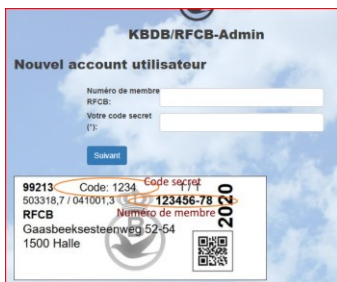 KBDB/RFCB-Admin
Nouvel account utilisateur
Numéro de membre
RFCB:
Votre code secret
(*):
Suivant
Code secret
99213 Code: 1234 1 / 1
503318,7 / 041001,3 123456-78
RFCB Numéro de membre
Gaasbeeksesteenweg 52-54
1500 Halle
2020